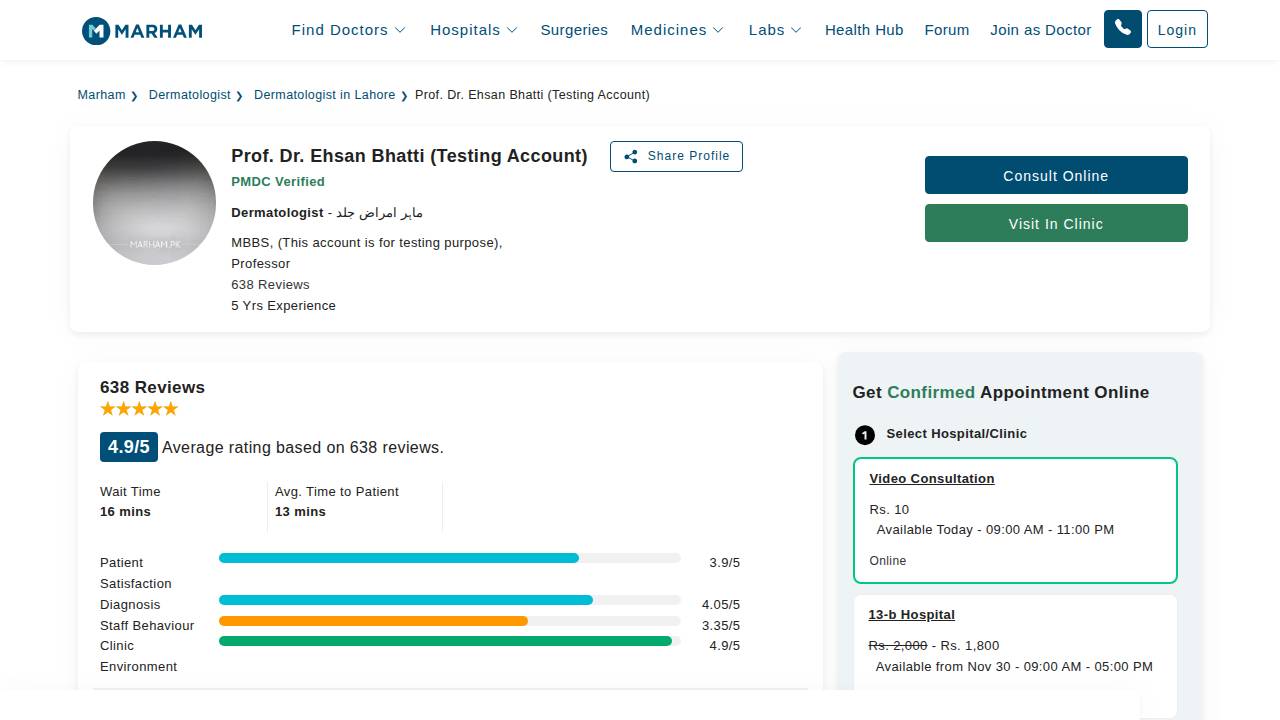 MARHAM
Find Doctors
Hospitals
Surgeries
Medicines
Labs
Health Hub
Forum
Join as Doctor
Login
Marham ❯ Dermatologist ❯ Dermatologist in Lahore ❯ Prof. Dr. Ehsan Bhatti (Testing Account)
MARHAM.PK
Prof. Dr. Ehsan Bhatti (Testing Account)
Share Profile
PMDC Verified
Dermatologist - ماہر امراض جلد
MBBS, (This account is for testing purpose),
Professor
638 Reviews
5 Yrs Experience
Consult Online
Visit In Clinic
638 Reviews
4.9/5 Average rating based on 638 reviews.
Wait Time
16 mins
Avg. Time to Patient
13 mins
Patient Satisfaction 3.9/5
Diagnosis 4.05/5
Staff Behaviour 3.35/5
Clinic Environment 4.9/5
Get Confirmed Appointment Online
1 Select Hospital/Clinic
Video Consultation
Rs. 10
Available Today - 09:00 AM - 11:00 PM
Online
13-b Hospital
Rs. 2,000 - Rs. 1,800
Available from Nov 30 - 09:00 AM - 05:00 PM